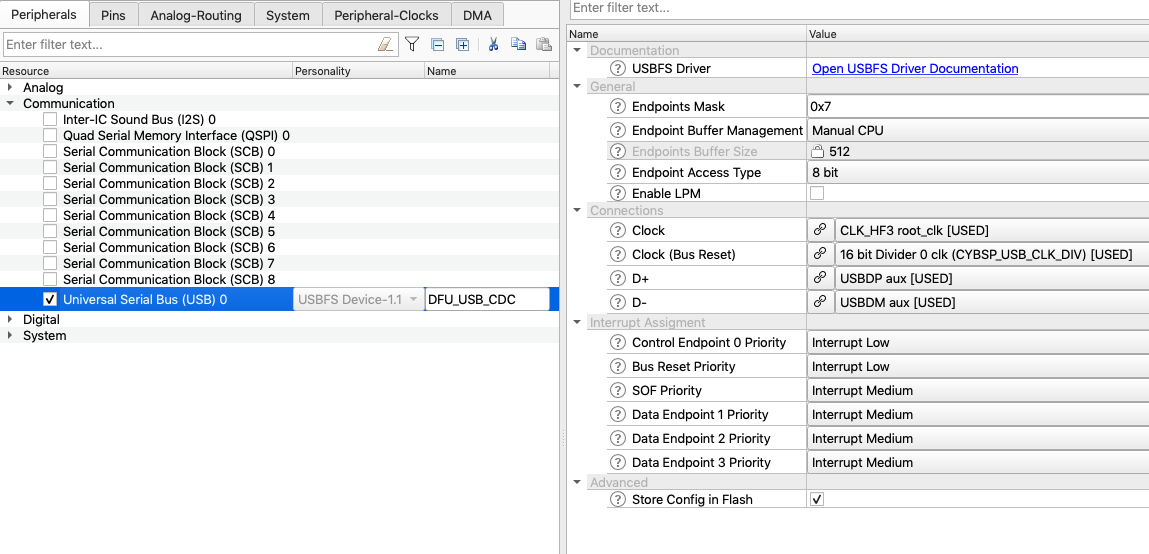 Peripherals Pins Analog-Routing System Peripheral-Clocks DMA
Enter filter text...
Resource Personality Name
Analog
Communication
Inter-IC Sound Bus (I2S) 0
Quad Serial Memory Interface (QSPI) 0
Serial Communication Block (SCB) 0
Serial Communication Block (SCB) 1
Serial Communication Block (SCB) 2
Serial Communication Block (SCB) 3
Serial Communication Block (SCB) 4
Serial Communication Block (SCB) 5
Serial Communication Block (SCB) 6
Serial Communication Block (SCB) 7
Serial Communication Block (SCB) 8
Universal Serial Bus (USB) 0 USBFS Device-1.1 DFU_USB_CDC
Digital
System
Enter filter text...
Name Value
Documentation
USBFS Driver Open USBFS Driver Documentation
General
Endpoints Mask 0x7
Endpoint Buffer Management Manual CPU
Endpoints Buffer Size 512
Endpoint Access Type 8 bit
Enable LPM
Connections
Clock CLK_HF3 root_clk [USED]
Clock (Bus Reset) 16 bit Divider 0 clk (CYBSP_USB_CLK_DIV) [USED]
D+ USBDP aux [USED]
D- USBDM aux [USED]
Interrupt Assigment
Control Endpoint 0 Priority Interrupt Low
Bus Reset Priority Interrupt Low
SOF Priority Interrupt Medium
Data Endpoint 1 Priority Interrupt Medium
Data Endpoint 2 Priority Interrupt Medium
Data Endpoint 3 Priority Interrupt Medium
Advanced
Store Config in Flash